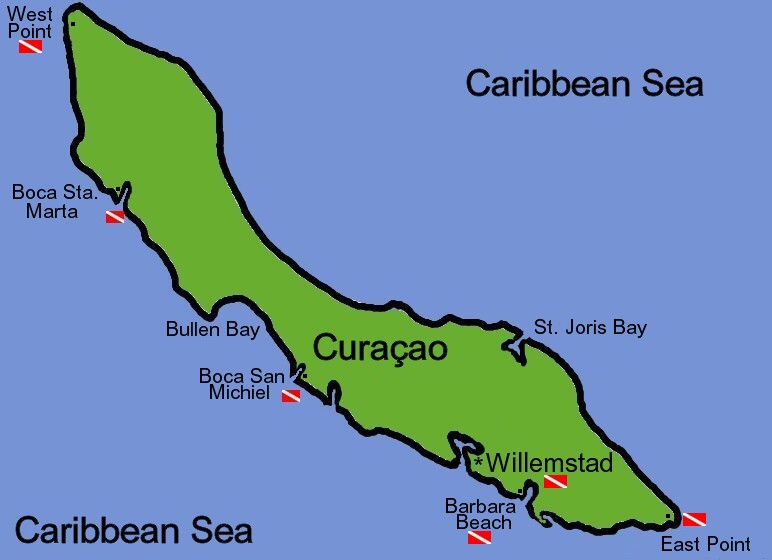 West
Point
Caribbean Sea
Boca Sta.
Marta
Bullen Bay
St. Joris Bay
Curaçao
Boca San
Michiel
*Willemstad
Barbara
Beach
Caribbean Sea
East Point